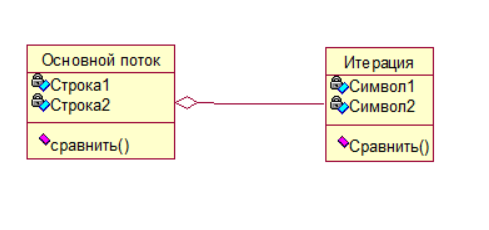 Основной поток
Строка1
Строка2
сравнить()
Итерация
Символ1
Символ2
Сравнить()